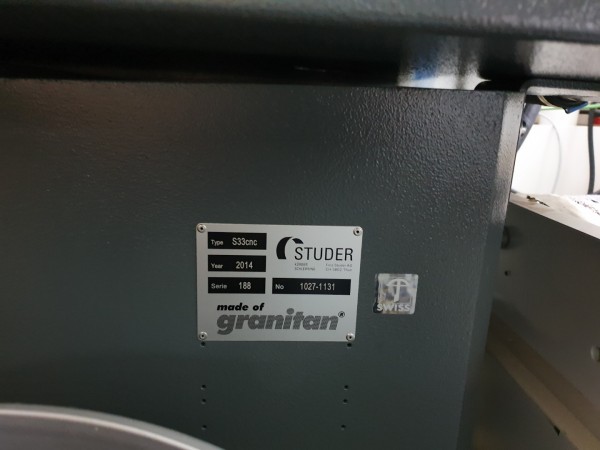 Type S33cnc
STUDER
Year 2014
Serie 188 No 1027-1131
made of
granitan®
swiss